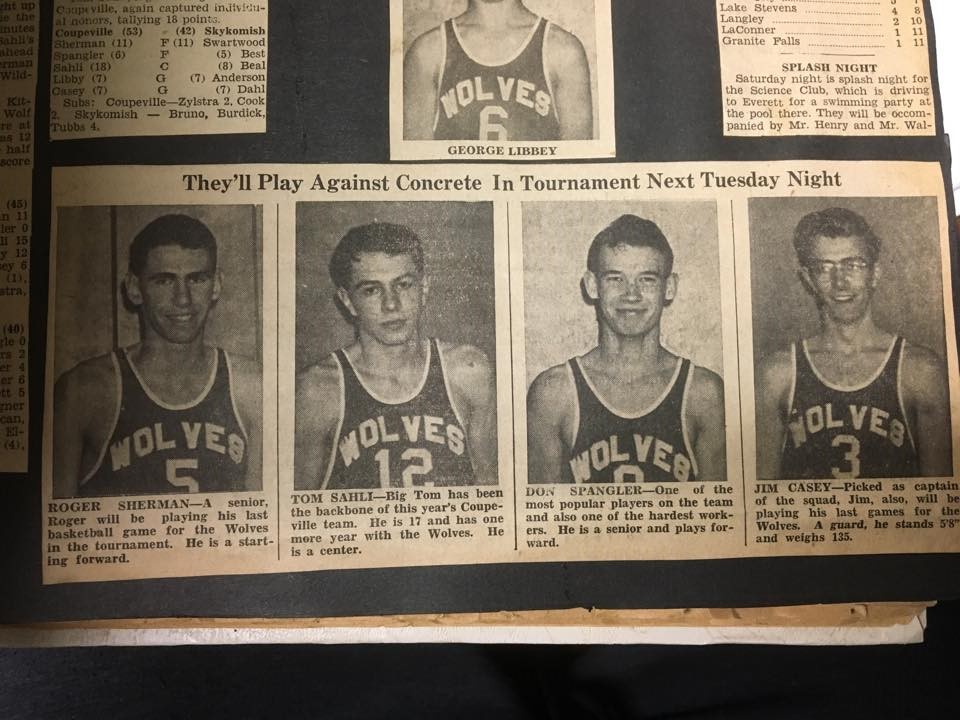 Coupeville, again captured individu-
al honors, tallying 18 points.
Coupeville (53) (42) Skykomish
Sherman (11) F (11) Swartwood
Spangler (6) F (5) Best
Sahli (18) C (8) Beal
Libby (7) G (7) Anderson
Casey (7) G (7) Dahl
Subs: Coupeville—Zylstra 2, Cook
2. Skykomish — Bruno, Burdick,
Tubbs 4.
WOLVES
6
GEORGE LIBBEY
Lake Stevens 4 8
Langley 2 10
LaConner 1 11
Granite Falls 1 11
SPLASH NIGHT
Saturday night is splash night for
the Science Club, which is driving
to Everett for a swimming party at
the pool there. They will be accom-
panied by Mr. Henry and Mr. Wal-
They'll Play Against Concrete In Tournament Next Tuesday Night
WOLVES
5
ROGER SHERMAN—A senior,
Roger will be playing his last
basketball game for the Wolves
in the tournament. He is a start-
ing forward.
WOLVES
12
TOM SAHLI—Big Tom has been
the backbone of this year's Coupe-
ville team. He is 17 and has one
more year with the Wolves. He
is a center.
WOLVES
DON SPANGLER—One of the
most popular players on the team
and also one of the hardest work-
ers. He is a senior and plays for-
ward.
WOLVES
3
JIM CASEY—Picked as captain
of the squad, Jim, also, will be
playing his last games for the
Wolves. A guard, he stands 5'8"
and weighs 135.